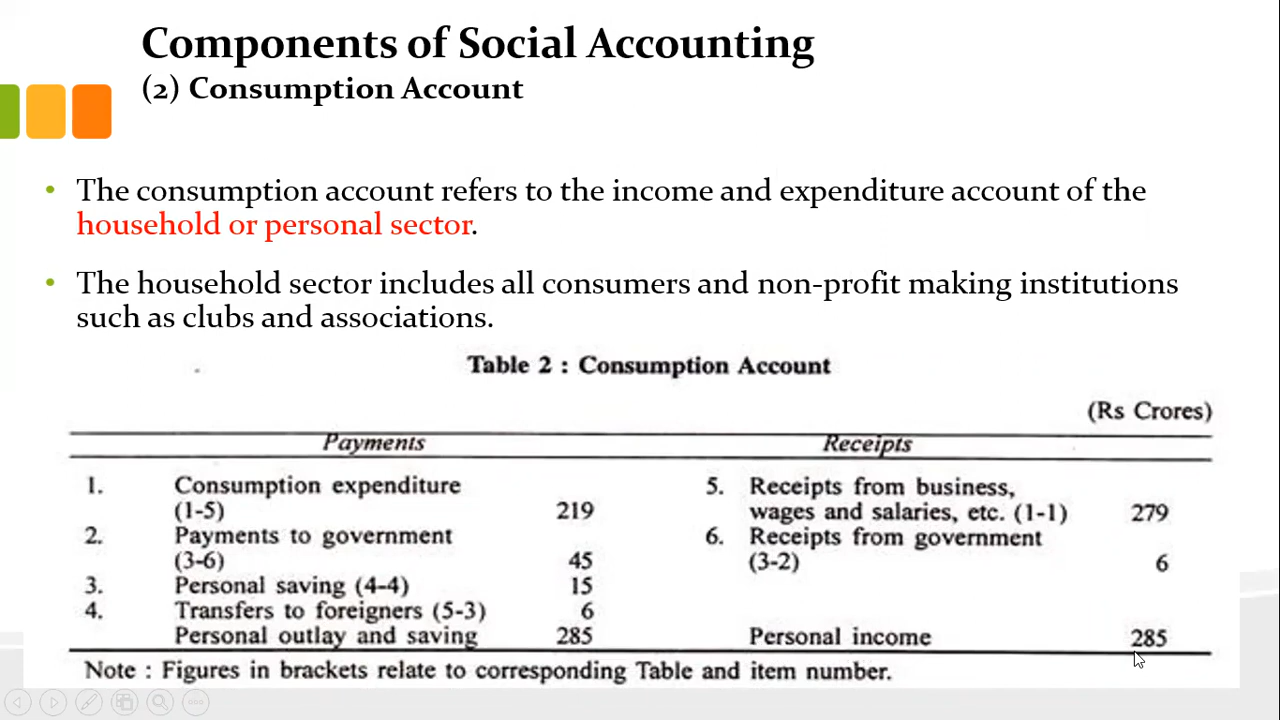 Components of Social Accounting
(2) Consumption Account
• The consumption account refers to the income and expenditure account of the
household or personal sector.
• The household sector includes all consumers and non-profit making institutions
such as clubs and associations.
Table 2 : Consumption Account
(Rs Crores)
Payments Receipts
1. Consumption expenditure 5. Receipts from business,
(1-5) 219 wages and salaries, etc. (1-1) 279
2. Payments to government 6. Receipts from government
(3-6) 45 (3-2) 6
3. Personal saving (4-4) 15
4. Transfers to foreigners (5-3) 6
Personal outlay and saving 285 Personal income 285
Note : Figures in brackets relate to corresponding Table and item number.